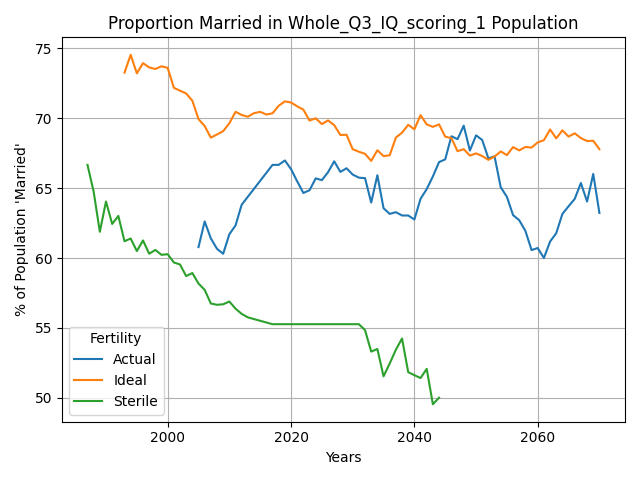 Proportion Married in Whole_Q3_IQ_scoring_1 Population
% of Population 'Married'
75
70
65
60
55
50
Fertility
Actual
Ideal
Sterile
2000
2020
2040
2060
Years